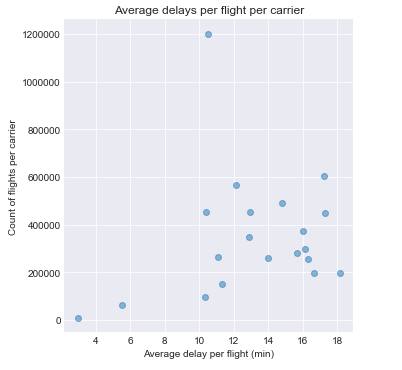 Average delays per flight per carrier
1200000
1000000
800000
600000
400000
200000
0
Count of flights per carrier
4 6 8 10 12 14 16 18
Average delay per flight (min)